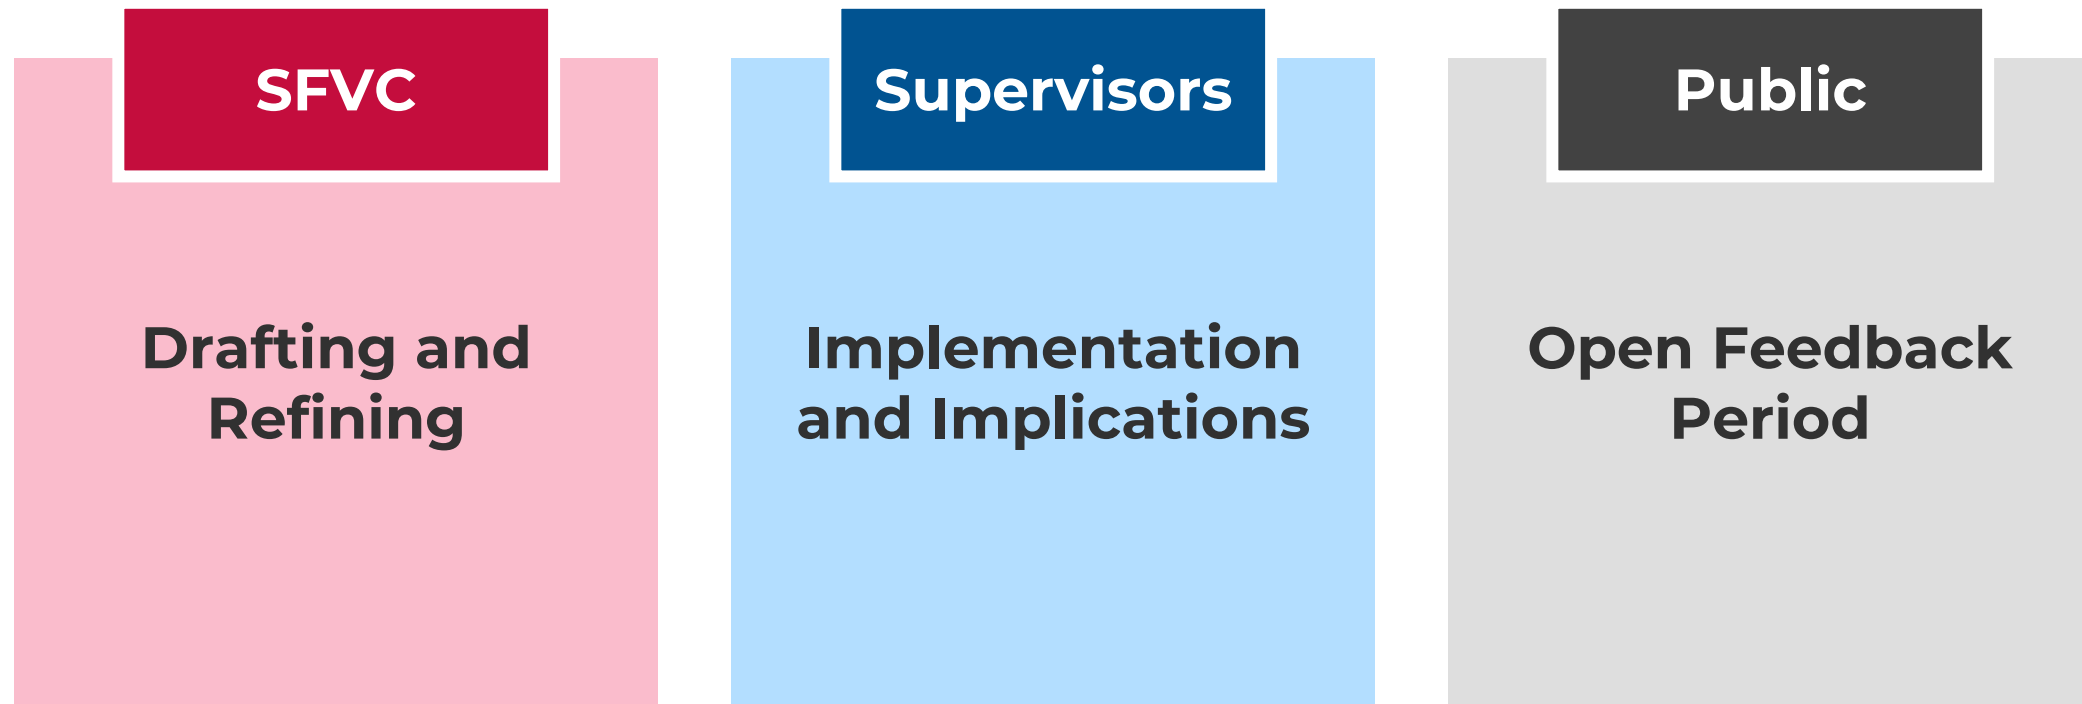 SFVC
Drafting and
Refining
Supervisors
Implementation
and Implications
Public
Open Feedback
Period